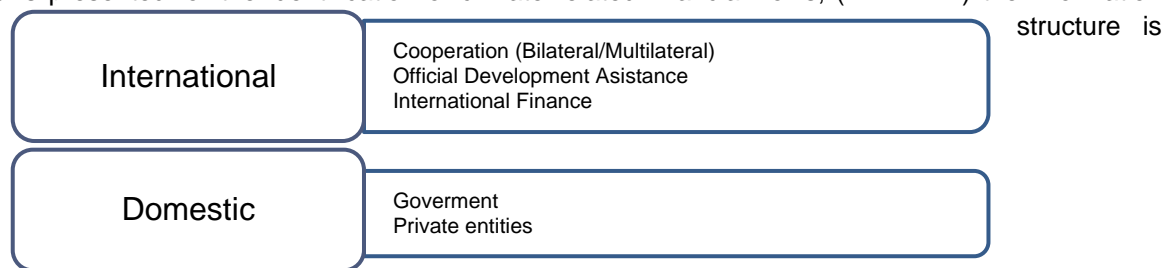 structure is
International
Cooperation (Bilateral/Multilateral)
Official Development Asistance
International Finance
Domestic
Goverment
Private entities